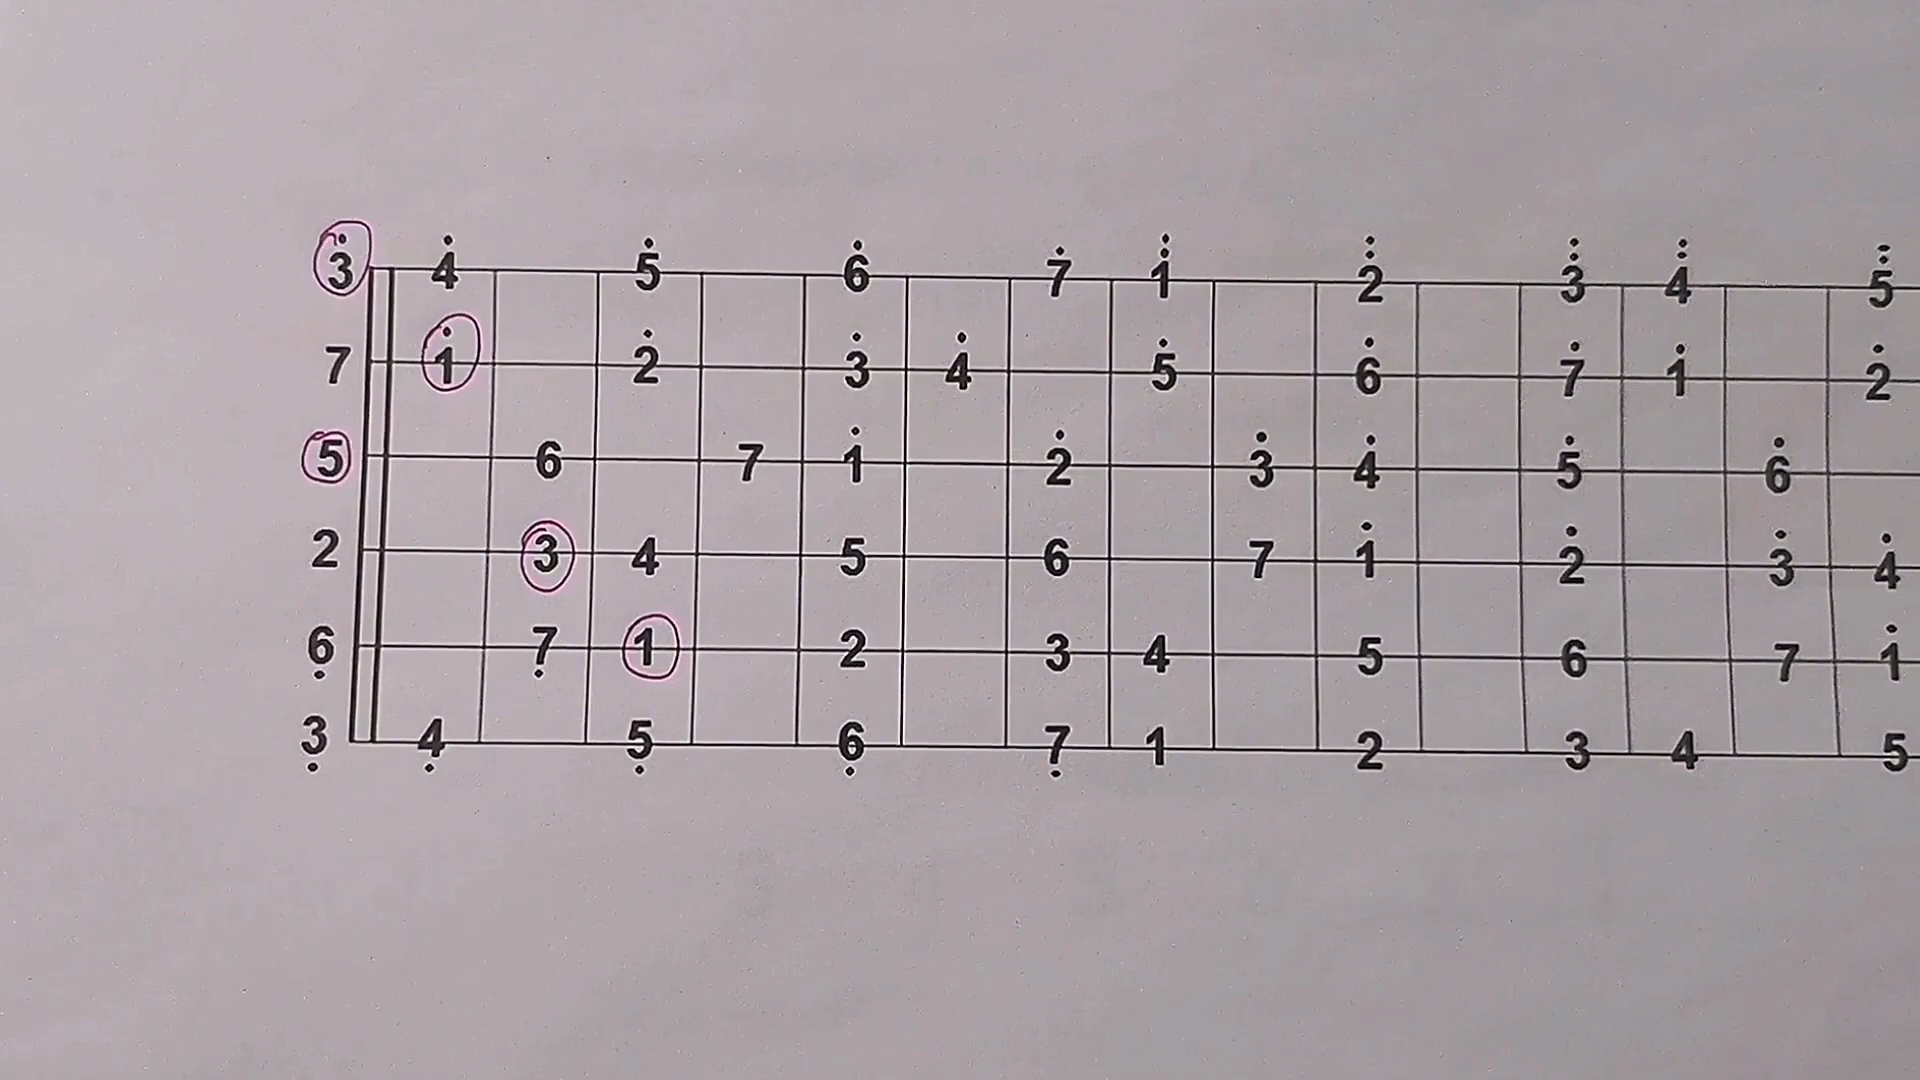 3 4 5 6 7 1 2 3 4 5
7 1 2 3 4 5 6 7 1 2
5 6 7 1 2 3 4 5 6
2 3 4 5 6 7 1 2 3 4
6 7 1 2 3 4 5 6 7 1
3 4 5 6 7 1 2 3 4 5